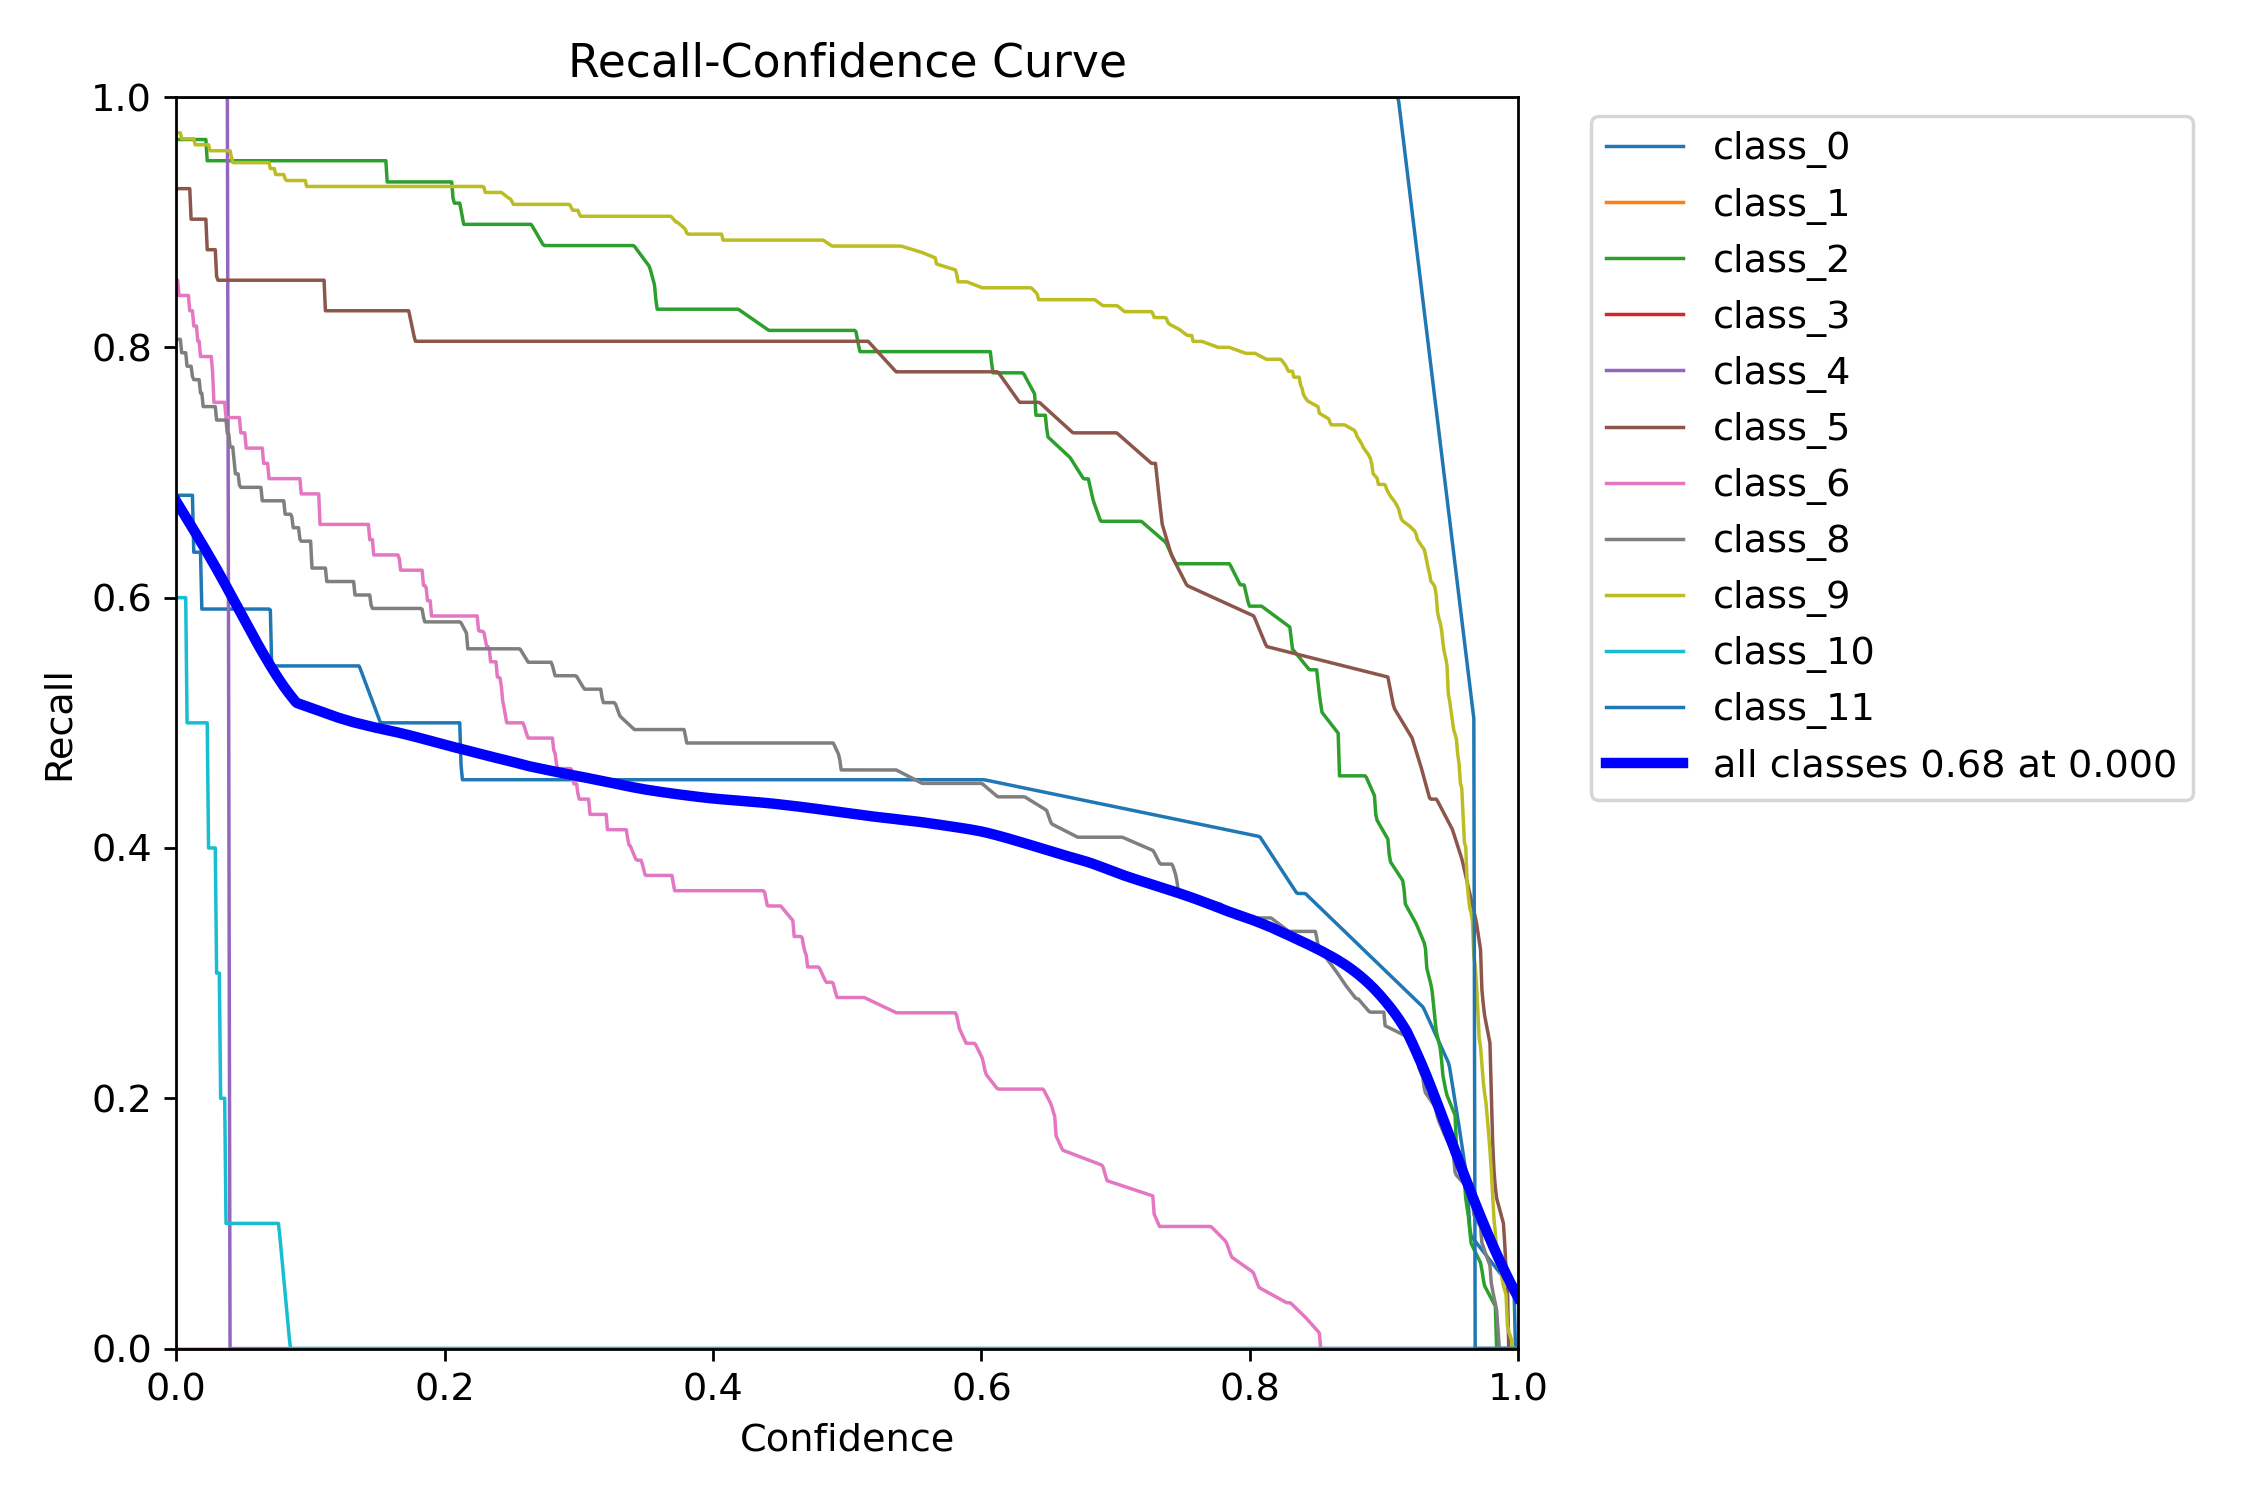 Recall-Confidence Curve
1.0
0.8
0.6
0.4
0.2
0.0
Recall
0.0 0.2 0.4 0.6 0.8 1.0
Confidence
class_0
class_1
class_2
class_3
class_4
class_5
class_6
class_8
class_9
class_10
class_11
all classes 0.68 at 0.000